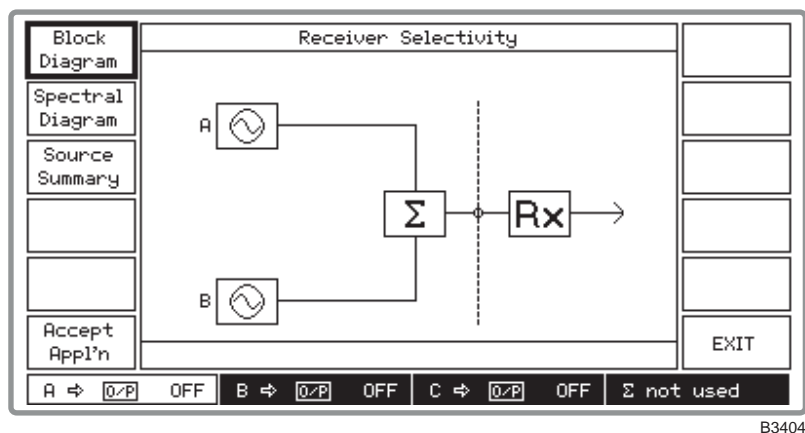 Block
Diagram
Receiver Selectivity
Spectral
Diagram
Source
Summary
A
Σ
Rx
B
Accept
Appl'n
EXIT
A ⇨ O/P OFF
B ⇨ O/P OFF
C ⇨ O/P OFF
Σ not used
B3404